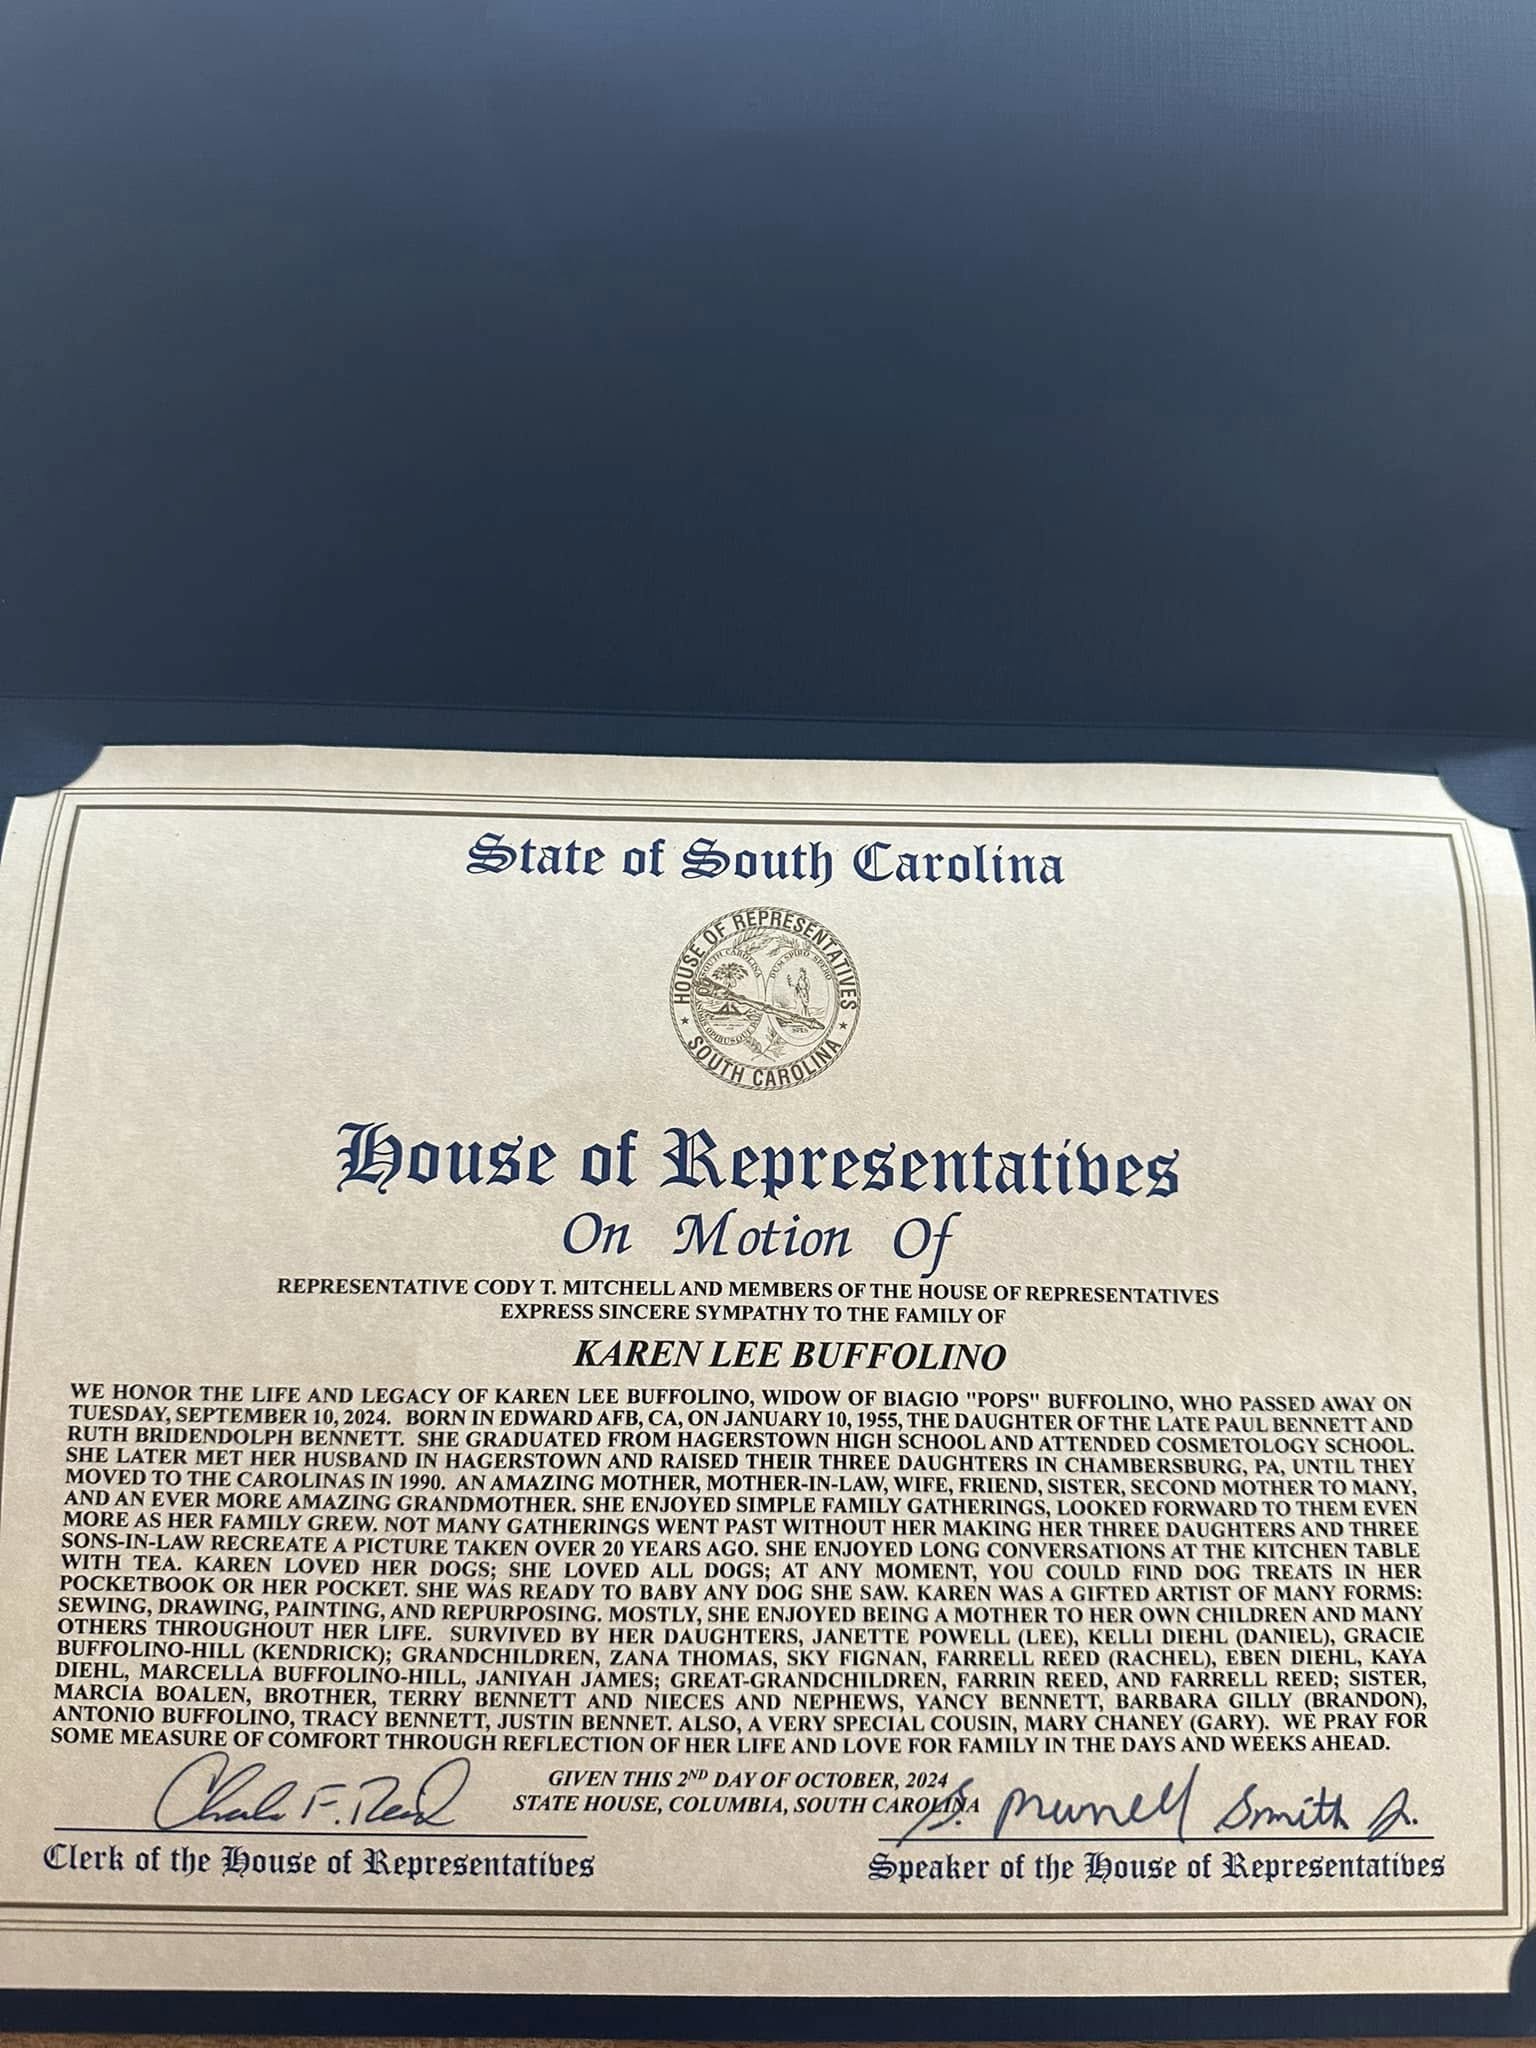 State of South Carolina
HOUSE OF REPRESENTATIVES
SOUTH CAROLINA
DUM SPIRO SPERO
SPES
SOUTH CAROLINA
House of Representatives
On Motion Of
REPRESENTATIVE CODY T. MITCHELL AND MEMBERS OF THE HOUSE OF REPRESENTATIVES
EXPRESS SINCERE SYMPATHY TO THE FAMILY OF
KAREN LEE BUFFOLINO
WE HONOR THE LIFE AND LEGACY OF KAREN LEE BUFFOLINO, WIDOW OF BIAGIO "POPS" BUFFOLINO, WHO PASSED AWAY ON
TUESDAY, SEPTEMBER 10, 2024. BORN IN EDWARD AFB, CA, ON JANUARY 10, 1955, THE DAUGHTER OF THE LATE PAUL BENNETT AND
RUTH BRIDENDOLPH BENNETT. SHE GRADUATED FROM HAGERSTOWN HIGH SCHOOL AND ATTENDED COSMETOLOGY SCHOOL.
SHE LATER MET HER HUSBAND IN HAGERSTOWN AND RAISED THEIR THREE DAUGHTERS IN CHAMBERSBURG, PA, UNTIL THEY
MOVED TO THE CAROLINAS IN 1990. AN AMAZING MOTHER, MOTHER-IN-LAW, WIFE, FRIEND, SISTER, SECOND MOTHER TO MANY,
AND AN EVER MORE AMAZING GRANDMOTHER. SHE ENJOYED SIMPLE FAMILY GATHERINGS, LOOKED FORWARD TO THEM EVEN
MORE AS HER FAMILY GREW. NOT MANY GATHERINGS WENT PAST WITHOUT HER MAKING HER THREE DAUGHTERS AND THREE
SONS-IN-LAW RECREATE A PICTURE TAKEN OVER 20 YEARS AGO. SHE ENJOYED LONG CONVERSATIONS AT THE KITCHEN TABLE
WITH TEA. KAREN LOVED HER DOGS; SHE LOVED ALL DOGS; AT ANY MOMENT, YOU COULD FIND DOG TREATS IN HER
POCKETBOOK OR HER POCKET. SHE WAS READY TO BABY ANY DOG SHE SAW. KAREN WAS A GIFTED ARTIST OF MANY FORMS:
SEWING, DRAWING, PAINTING, AND REPURPOSING. MOSTLY, SHE ENJOYED BEING A MOTHER TO HER OWN CHILDREN AND MANY
OTHERS THROUGHOUT HER LIFE. SURVIVED BY HER DAUGHTERS, JANETTE POWELL (LEE), KELLI DIEHL (DANIEL), GRACIE
BUFFOLINO-HILL (KENDRICK); GRANDCHILDREN, ZANA THOMAS, SKY FIGNAN, FARRELL REED (RACHEL), EBEN DIEHL, KAYA
DIEHL, MARCELLA BUFFOLINO-HILL, JANIYAH JAMES; GREAT-GRANDCHILDREN, FARRIN REED, AND FARRELL REED; SISTER,
MARCIA BOALEN, BROTHER, TERRY BENNETT AND NIECES AND NEPHEWS, YANCY BENNETT, BARBARA GILLY (BRANDON),
ANTONIO BUFFOLINO, TRACY BENNETT, JUSTIN BENNET. ALSO, A VERY SPECIAL COUSIN, MARY CHANEY (GARY). WE PRAY FOR
SOME MEASURE OF COMFORT THROUGH REFLECTION OF HER LIFE AND LOVE FOR FAMILY IN THE DAYS AND WEEKS AHEAD.
GIVEN THIS 2ND DAY OF OCTOBER, 2024
STATE HOUSE, COLUMBIA, SOUTH CAROLINA
Charles F. Reid
G. Murrell Smith Jr.
Clerk of the House of Representatives
Speaker of the House of Representatives